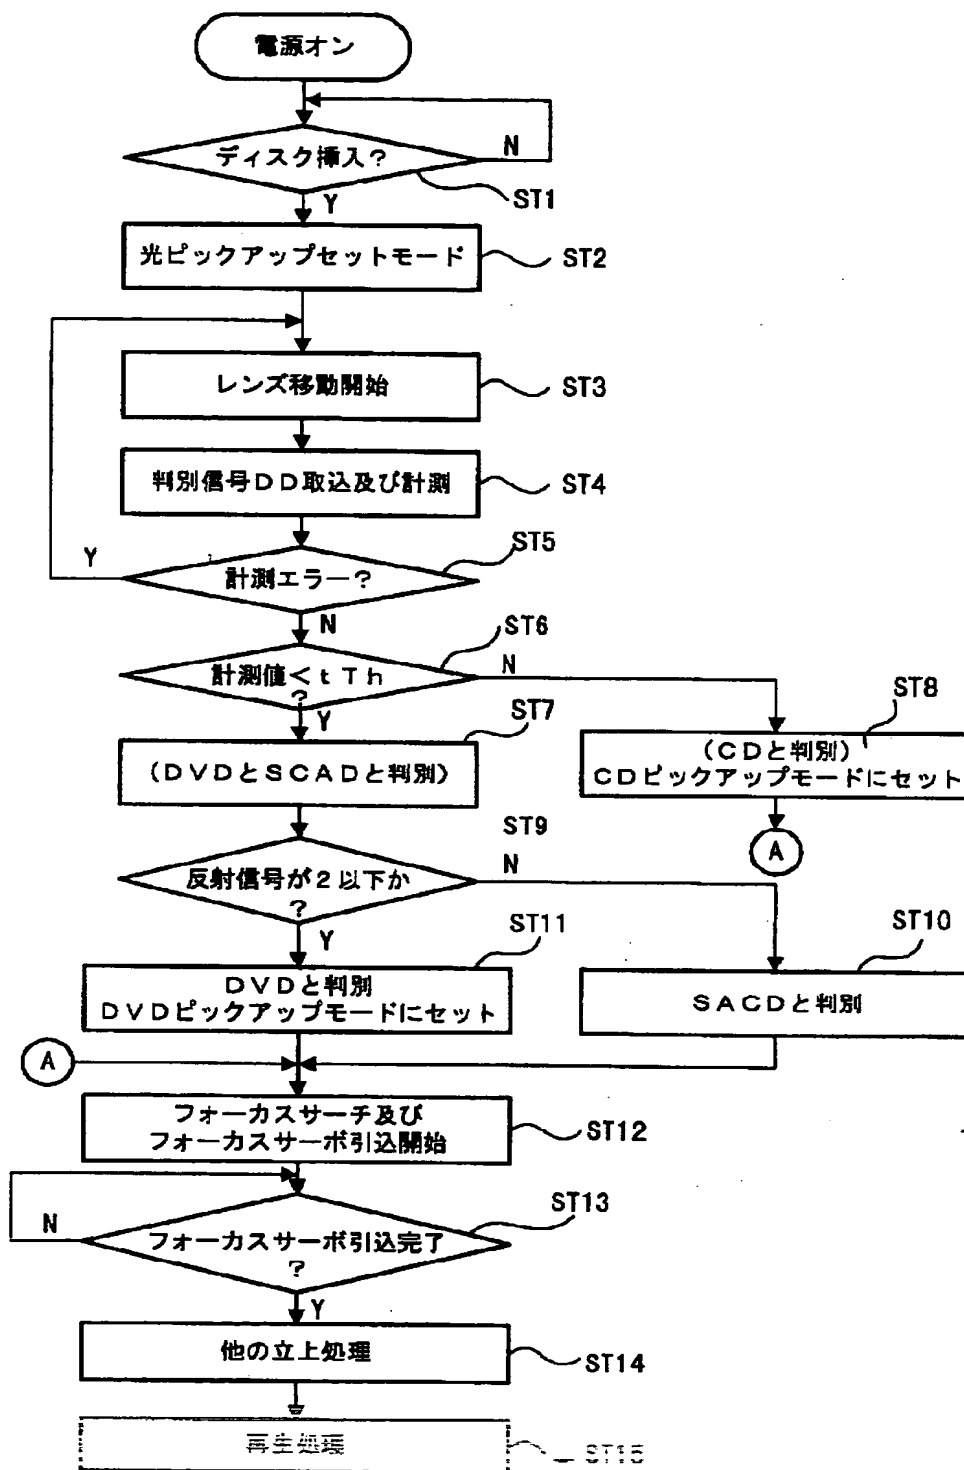 電源オン
ディスク挿入?
N
ST1
Y
光ピックアップセットモード
ST2
レンズ移動開始
ST3
判別信号DD取込及び計測
ST4
ST5
Y
計測エラー?
N
ST6
計測値<tTh
?
N
Y
ST7
ST8
(DVDとSCADと判別)
(CDと判別)
CDピックアップモードにセット
A
ST9
反射信号が2以下か
?
N
Y
ST11
ST10
DVDと判別
DVDピックアップモードにセット
SACDと判別
A
フォーカスサーチ及び
フォーカスサーボ引込開始
ST12
ST13
N
フォーカスサーボ引込完了
?
Y
他の立上処理
ST14
再生処理
ST15